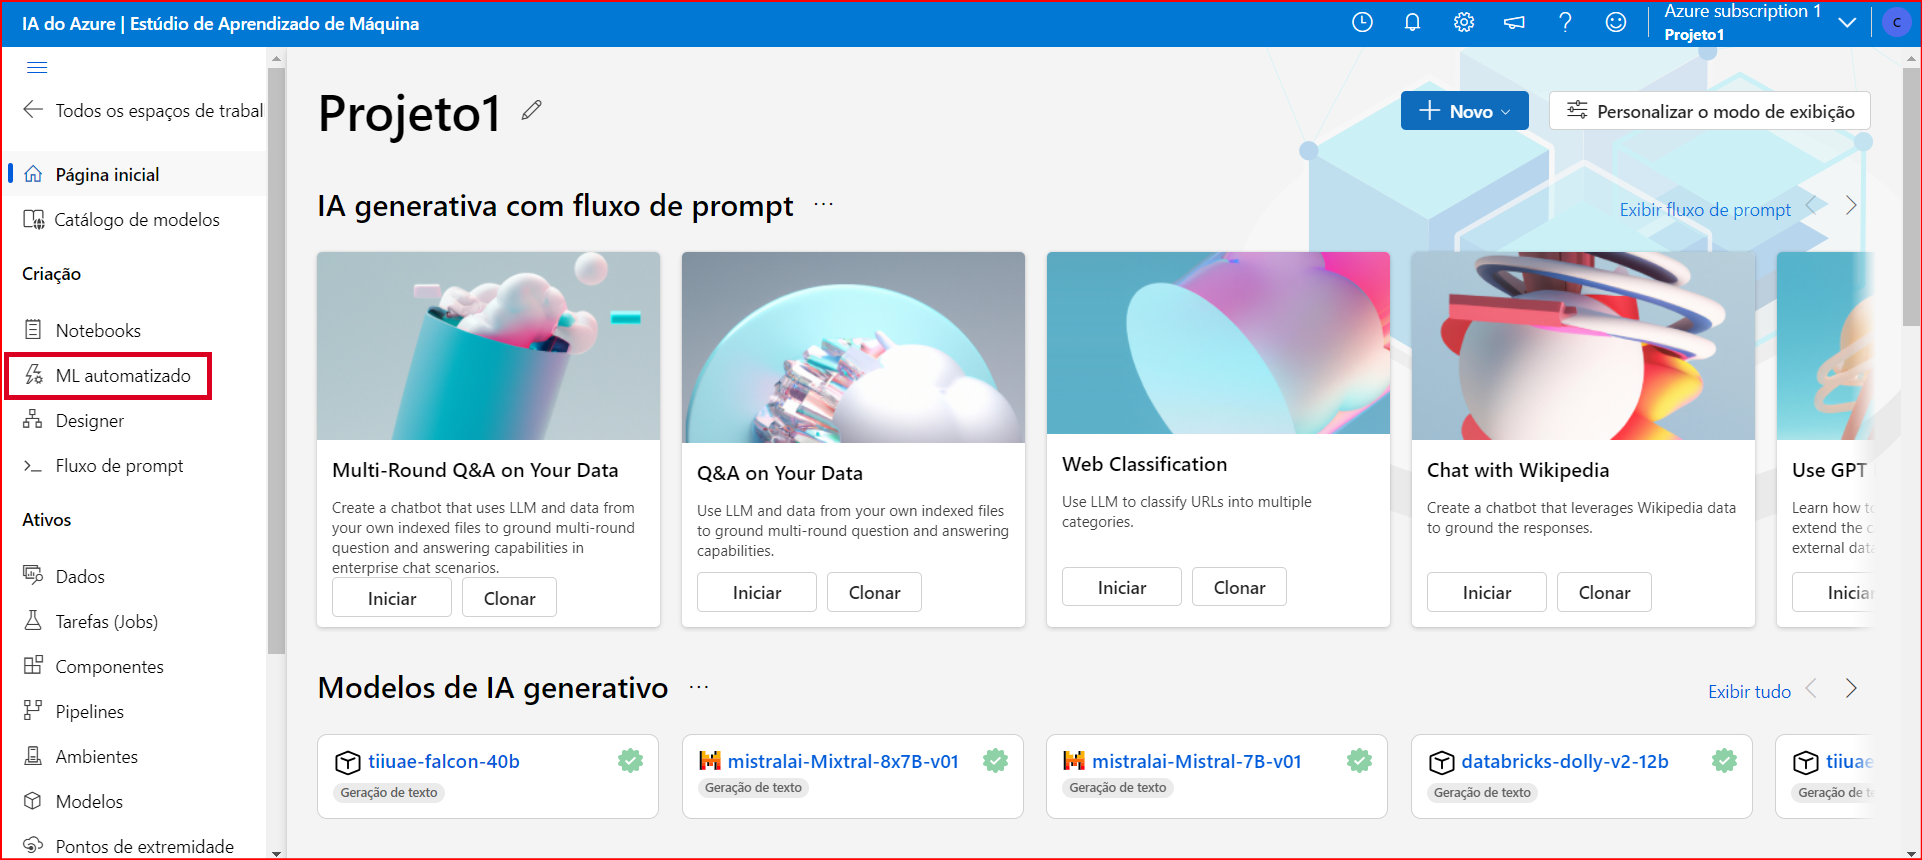 IA do Azure | Estúdio de Aprendizado de Máquina
Azure subscription 1
Projeto1
C
Todos os espaços de trabal
Página inicial
Catálogo de modelos
Criação
Notebooks
ML automatizado
Designer
Fluxo de prompt
Ativos
Dados
Tarefas (Jobs)
Componentes
Pipelines
Ambientes
Modelos
Pontos de extremidade
Projeto1
Novo
Personalizar o modo de exibição
IA generativa com fluxo de prompt ...
Exibir fluxo de prompt
Multi-Round Q&A on Your Data
Create a chatbot that uses LLM and data from
your own indexed files to ground multi-round
question and answering capabilities in
enterprise chat scenarios.
Iniciar
Clonar
Q&A on Your Data
Use LLM and data from your own indexed files
to ground multi-round question and answering
capabilities.
Iniciar
Clonar
Web Classification
Use LLM to classify URLs into multiple
categories.
Iniciar
Clonar
Chat with Wikipedia
Create a chatbot that leverages Wikipedia data
to ground the responses.
Iniciar
Clonar
Use GPT
Learn how to
extend the
external data
Iniciar
Modelos de IA generativo ...
Exibir tudo
tiiuae-falcon-40b
Geração de texto
mistralai-Mixtral-8x7B-v01
Geração de texto
mistralai-Mistral-7B-v01
Geração de texto
databricks-dolly-v2-12b
Geração de texto
tiiuae
Geração de te